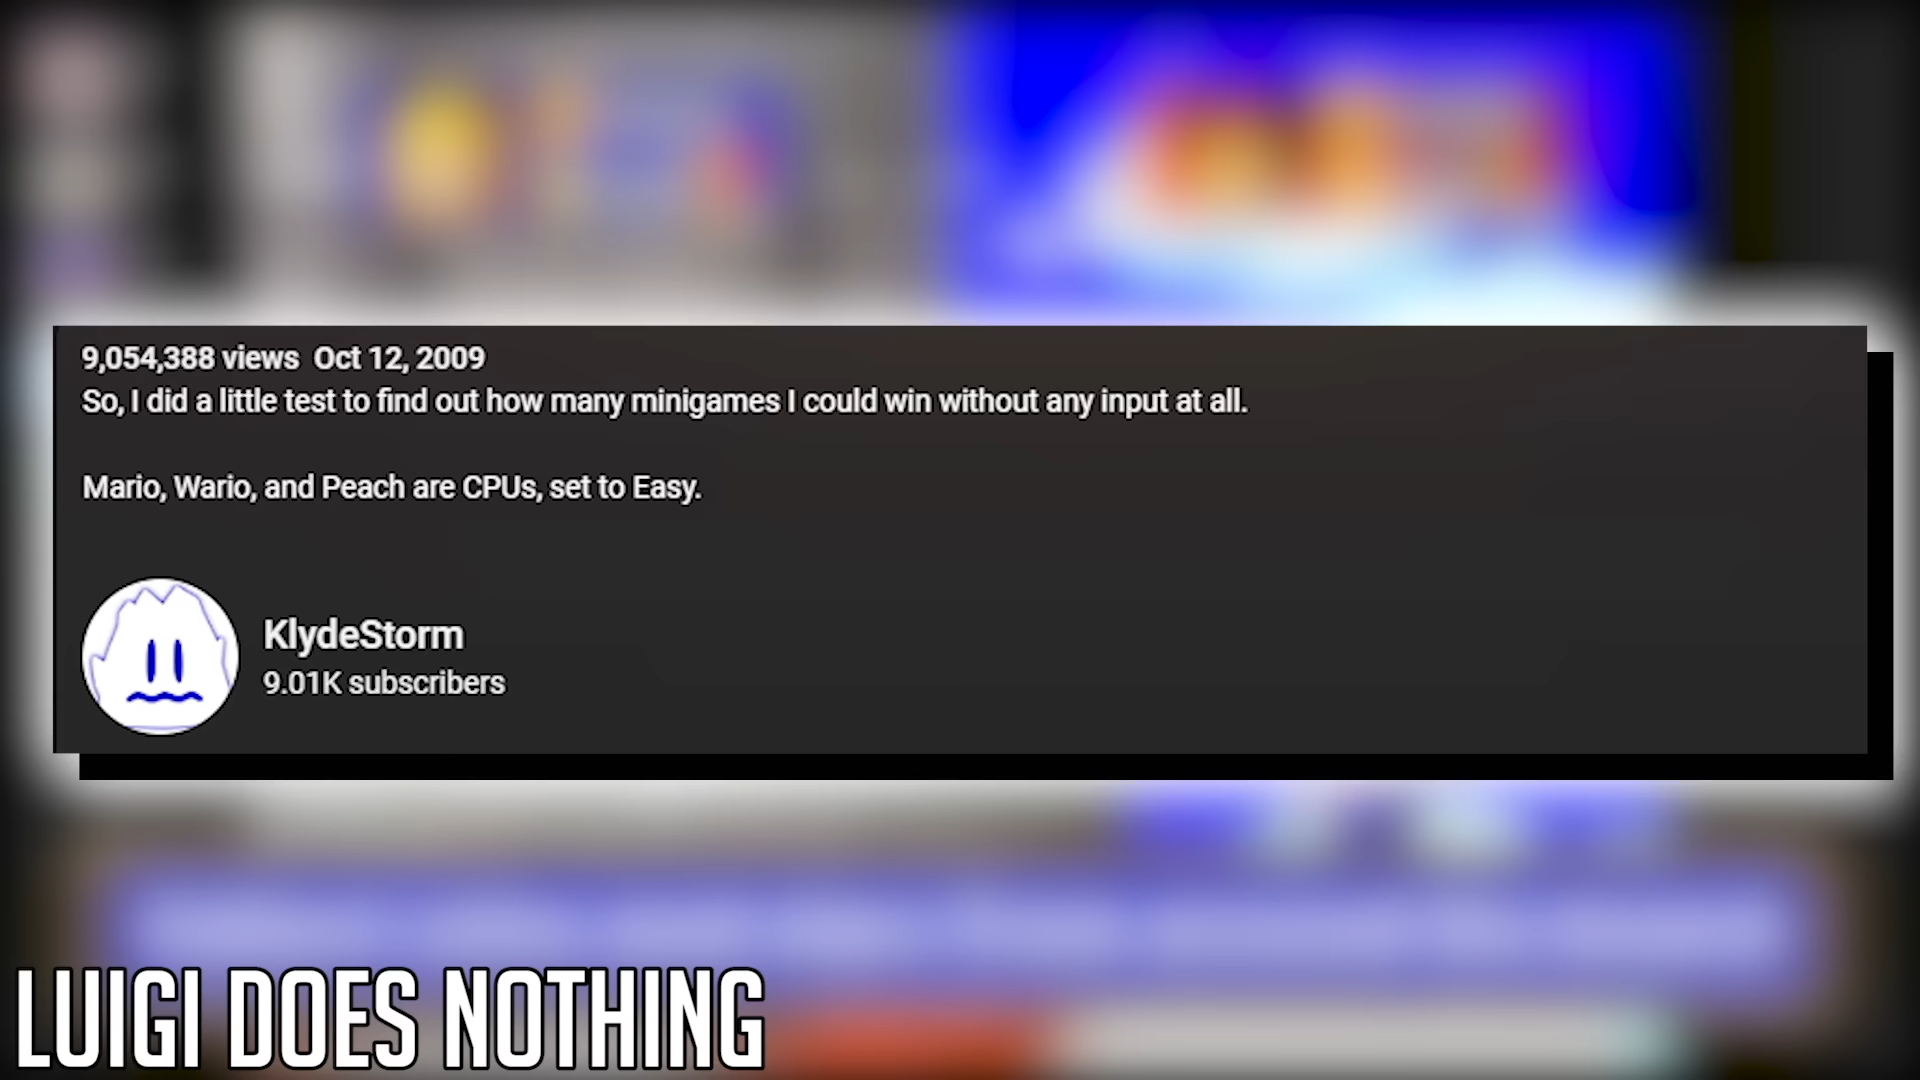 9,054,388 views Oct 12, 2009
So, I did a little test to find out how many minigames I could win without any input at all.
Mario, Wario, and Peach are CPUs, set to Easy.
KlydeStorm
9.01K subscribers
LUIGI DOES NOTHING